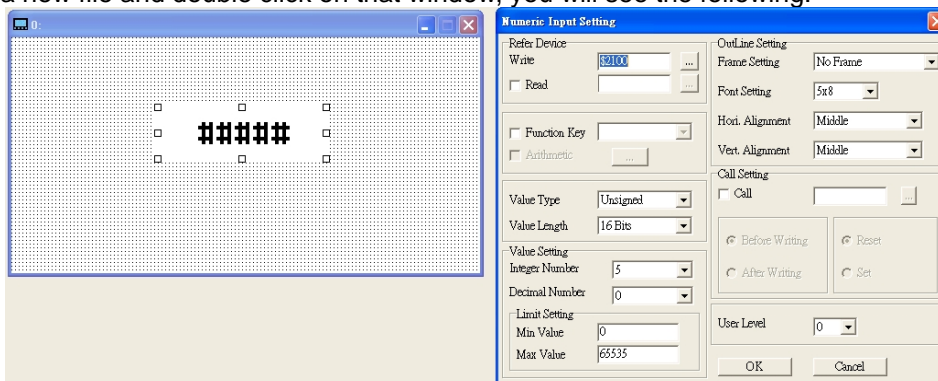 a new file and double click on that window, you will see the following.
0:
#####
Numeric Input Setting
Refer Device
Write $2100 ...
Read ...
Function Key
Arithmetic ...
Value Type Unsigned
Value Length 16 Bits
Value Setting
Integer Number 5
Decimal Number 0
Limit Setting
Min Value 0
Max Value 65535
OutLine Setting
Frame Setting No Frame
Font Setting 5x8
Hori. Alignment Middle
Vert. Alignment Middle
Call Setting
Call ...
Before Writing Reset
After Writing Set
User Level 0
OK Cancel